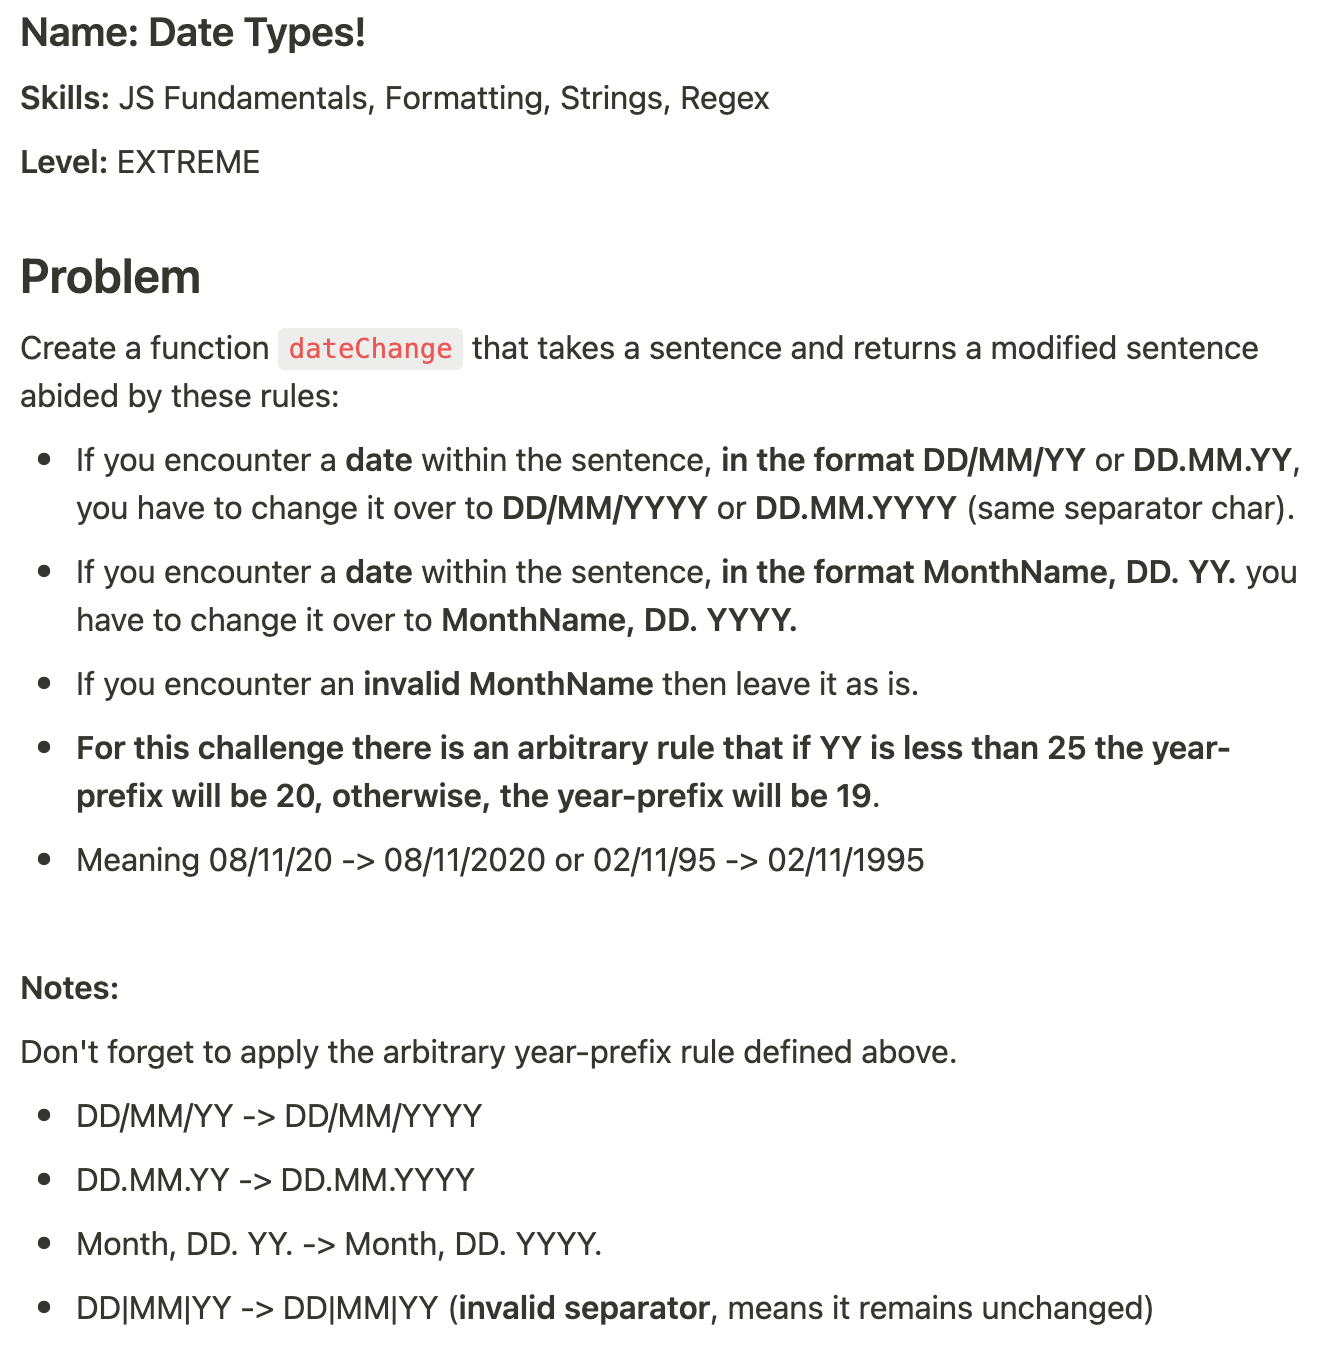 Name: Date Types!
Skills: JS Fundamentals, Formatting, Strings, Regex
Level: EXTREME
Problem
Create a function dateChange that takes a sentence and returns a modified sentence
abided by these rules:
• If you encounter a date within the sentence, in the format DD/MM/YY or DD.MM.YY,
you have to change it over to DD/MM/YYYY or DD.MM.YYYY (same separator char).
• If you encounter a date within the sentence, in the format MonthName, DD. YY. you
have to change it over to MonthName, DD. YYYY.
• If you encounter an invalid MonthName then leave it as is.
• For this challenge there is an arbitrary rule that if YY is less than 25 the year-
prefix will be 20, otherwise, the year-prefix will be 19.
• Meaning 08/11/20 -> 08/11/2020 or 02/11/95 -> 02/11/1995
Notes:
Don't forget to apply the arbitrary year-prefix rule defined above.
• DD/MM/YY -> DD/MM/YYYY
• DD.MM.YY -> DD.MM.YYYY
• Month, DD. YY. -> Month, DD. YYYY.
• DD|MM|YY -> DD|MM|YY (invalid separator, means it remains unchanged)